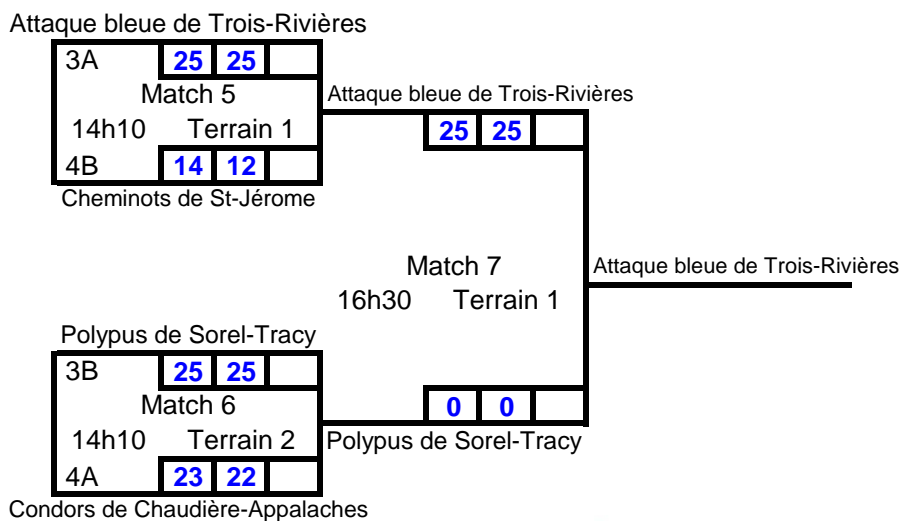 Attaque bleue de Trois-Rivières
3A 25 25
Match 5
14h10 Terrain 1
4B 14 12
Cheminots de St-Jérome
Attaque bleue de Trois-Rivières
25 25
Match 7
16h30 Terrain 1
Attaque bleue de Trois-Rivières
Polypus de Sorel-Tracy
3B 25 25
Match 6
14h10 Terrain 2
4A 23 22
Condors de Chaudière-Appalaches
0 0
Polypus de Sorel-Tracy